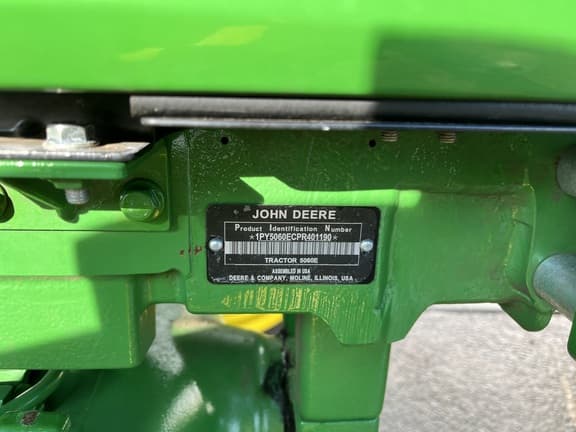 JOHN DEERE
Product Identification Number
*1PY5060ECPR401190*
TRACTOR 5060E
ASSEMBLED IN USA
DEERE & COMPANY, MOLINE, ILLINOIS, USA